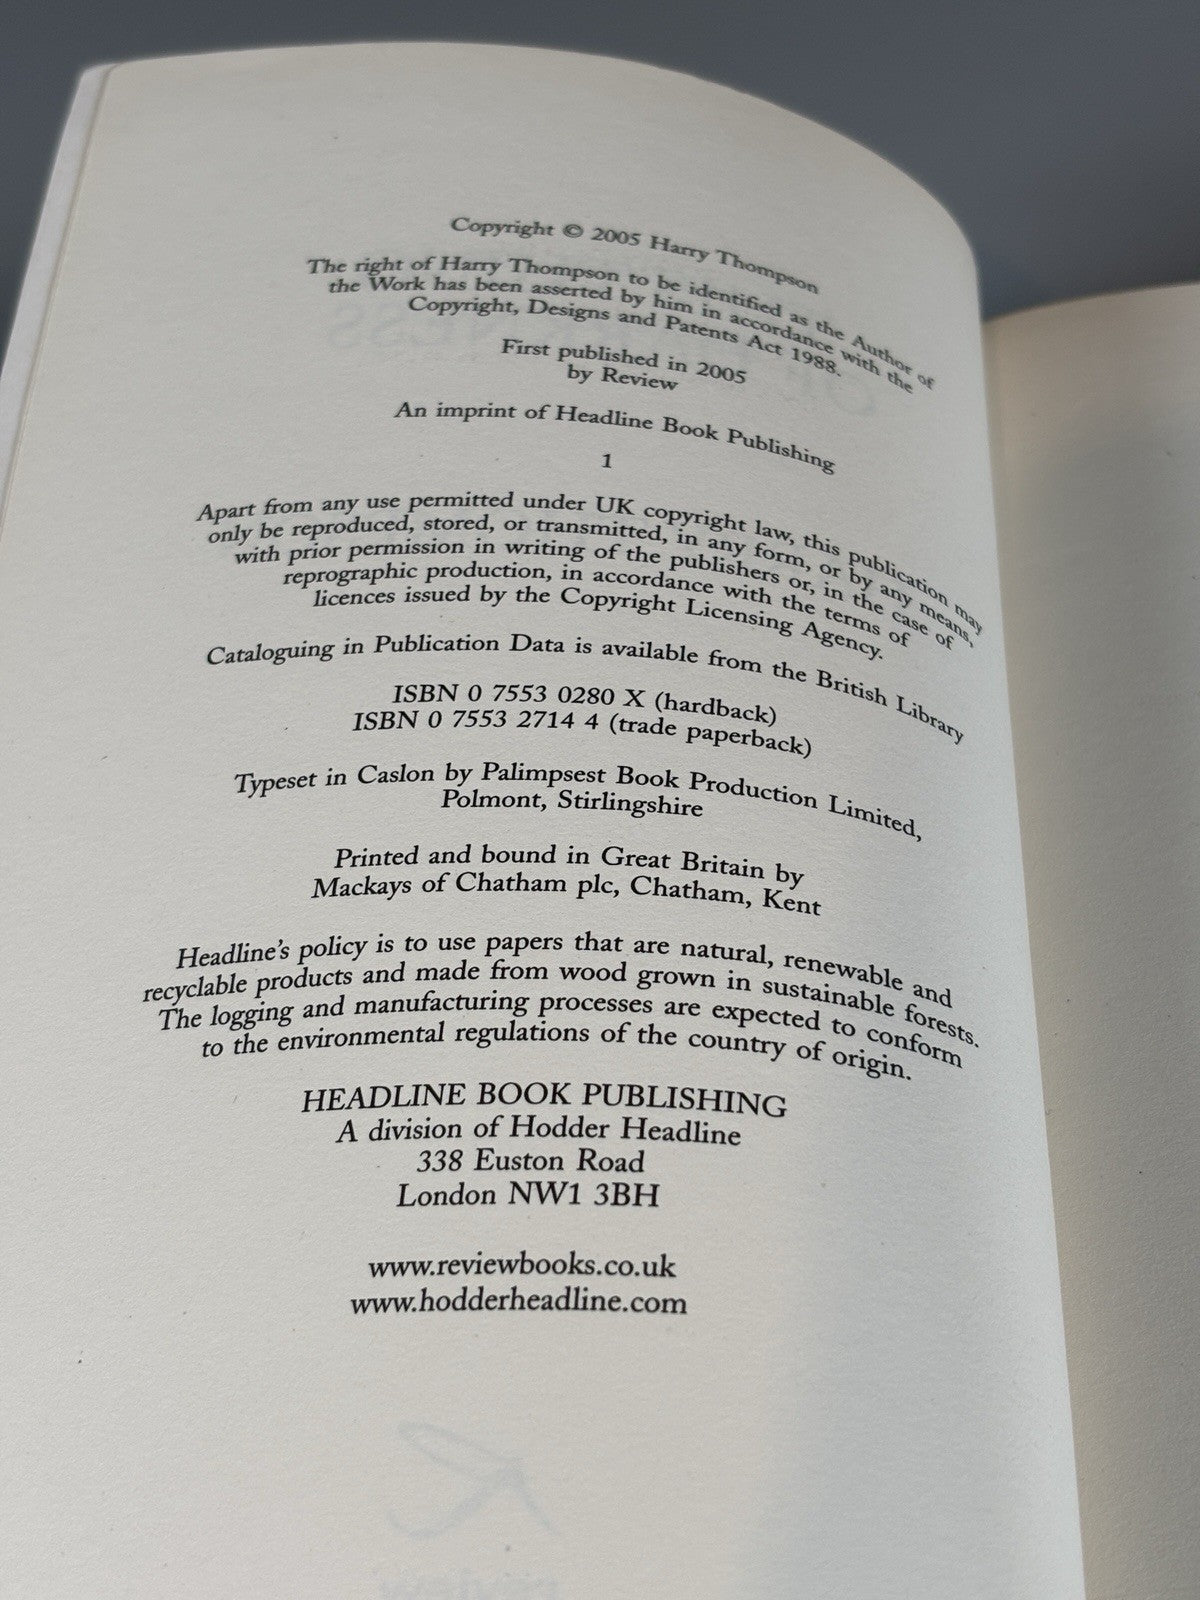 Copyright © 2005 Harry Thompson
The right of Harry Thompson to be identified as the Author of
the Work has been asserted by him in accordance with the
Copyright, Designs and Patents Act 1988.
First published in 2005
by Review
An imprint of Headline Book Publishing
1
Apart from any use permitted under UK copyright law, this publication may
only be reproduced, stored, or transmitted, in any form, or by any means,
with prior permission in writing of the publishers or, in the case of
reprographic production, in accordance with the terms of
licences issued by the Copyright Licensing Agency.
Cataloguing in Publication Data is available from the British Library
ISBN 0 7553 0280 X (hardback)
ISBN 0 7553 2714 4 (trade paperback)
Typeset in Caslon by Palimpsest Book Production Limited,
Polmont, Stirlingshire
Printed and bound in Great Britain by
Mackays of Chatham plc, Chatham, Kent
Headline's policy is to use papers that are natural, renewable and
recyclable products and made from wood grown in sustainable forests.
The logging and manufacturing processes are expected to conform
to the environmental regulations of the country of origin.
HEADLINE BOOK PUBLISHING
A division of Hodder Headline
338 Euston Road
London NW1 3BH
www.reviewbooks.co.uk
www.hodderheadline.com